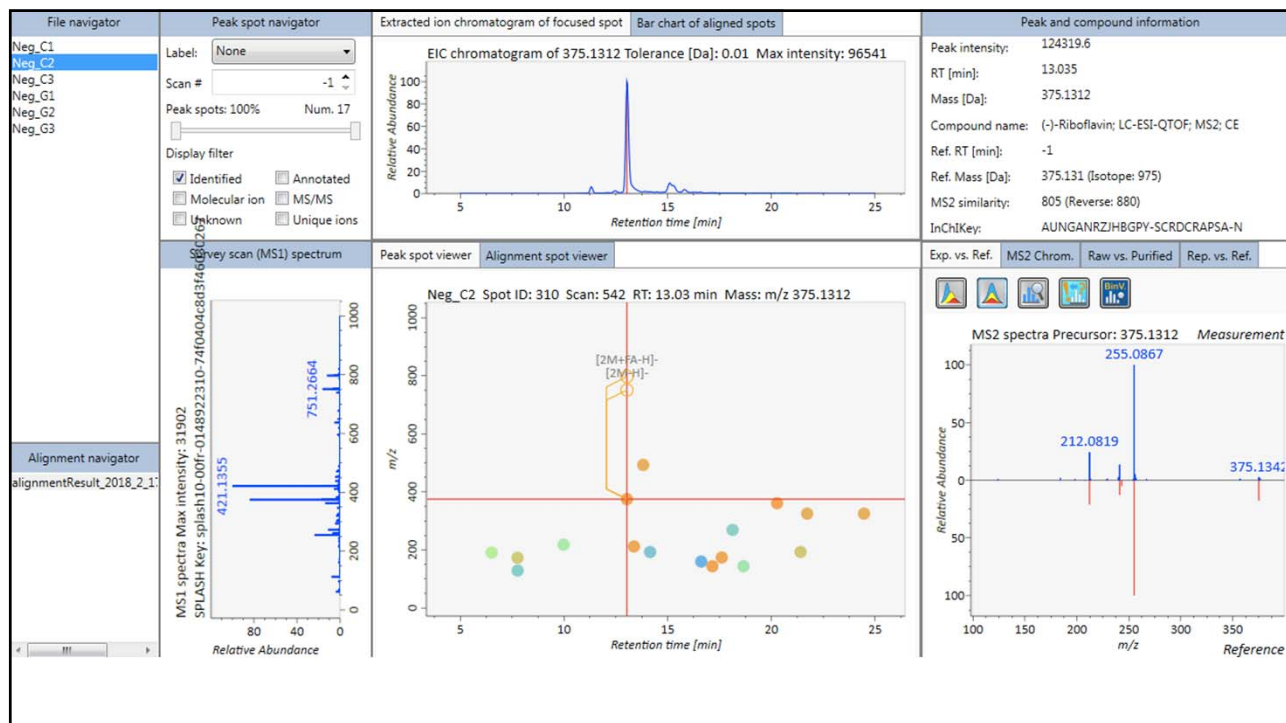 File navigator
Neg_C1
Neg_C2
Neg_C3
Neg_G1
Neg_G2
Neg_G3
Alignment navigator
alignmentResult_2018_2_17
Peak spot navigator
Label: None
Scan # -1
Peak spots: 100% Num. 17
Display filter
Identified Annotated
Molecular ion MS/MS
Unknown Unique ions
Survey scan (MS1) spectrum
MS1 spectra Max intensity: 31902
SPLASH Key: splash10-00fr-0148922310-74f0404c8d3f46030267
751.2664
421.1355
1000
800
600
400
200
0
80 40 0
Relative Abundance
Extracted ion chromatogram of focused spot Bar chart of aligned spots
EIC chromatogram of 375.1312 Tolerance [Da]: 0.01 Max intensity: 96541
Relative Abundance
100
80
60
40
20
0
5 10 15 20 25
Retention time [min]
Peak spot viewer Alignment spot viewer
Neg_C2 Spot ID: 310 Scan: 542 RT: 13.03 min Mass: m/z 375.1312
[2M+FA-H]-
[2M-H]-
m/z
1000
800
600
400
200
0
5 10 15 20 25
Retention time [min]
Peak and compound information
Peak intensity: 124319.6
RT [min]: 13.035
Mass [Da]: 375.1312
Compound name: (-)-Riboflavin; LC-ESI-QTOF; MS2; CE
Ref. RT [min]: -1
Ref. Mass [Da]: 375.131 (Isotope: 975)
MS2 similarity: 805 (Reverse: 880)
InChIKey: AUNGANRZJHBGPY-SCRDCRAPSA-N
Exp. vs. Ref. MS2 Chrom. Raw vs. Purified Rep. vs. Ref.
BinV.
MS2 spectra Precursor: 375.1312 Measurement
255.0867
212.0819
375.1342
Relative Abundance
100
50
0
50
100
100 150 200 250 300 350
m/z Reference